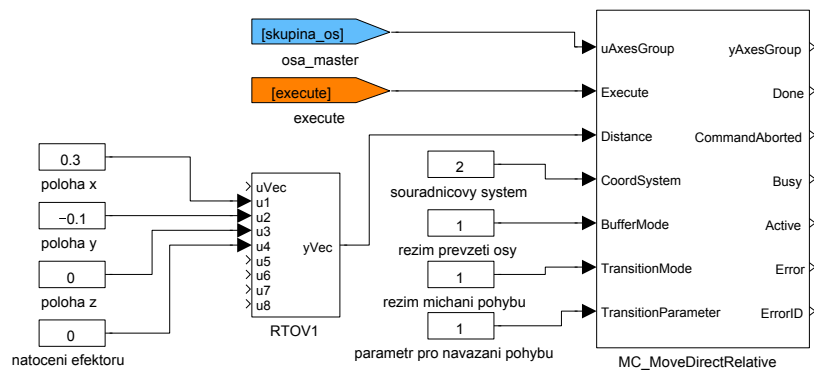 [skupina_os]
osa_master
[execute]
execute
0.3
poloha x
−0.1
poloha y
0
poloha z
0
natoceni efektoru
uVec
u1
u2
u3
u4
u5
u6
u7
u8
yVec
RTOV1
2
souradnicovy system
1
rezim prevzeti osy
1
rezim michani pohybu
1
parametr pro navazani pohybu
uAxesGroup
Execute
Distance
CoordSystem
BufferMode
TransitionMode
TransitionParameter
yAxesGroup
Done
CommandAborted
Busy
Active
Error
ErrorID
MC_MoveDirectRelative